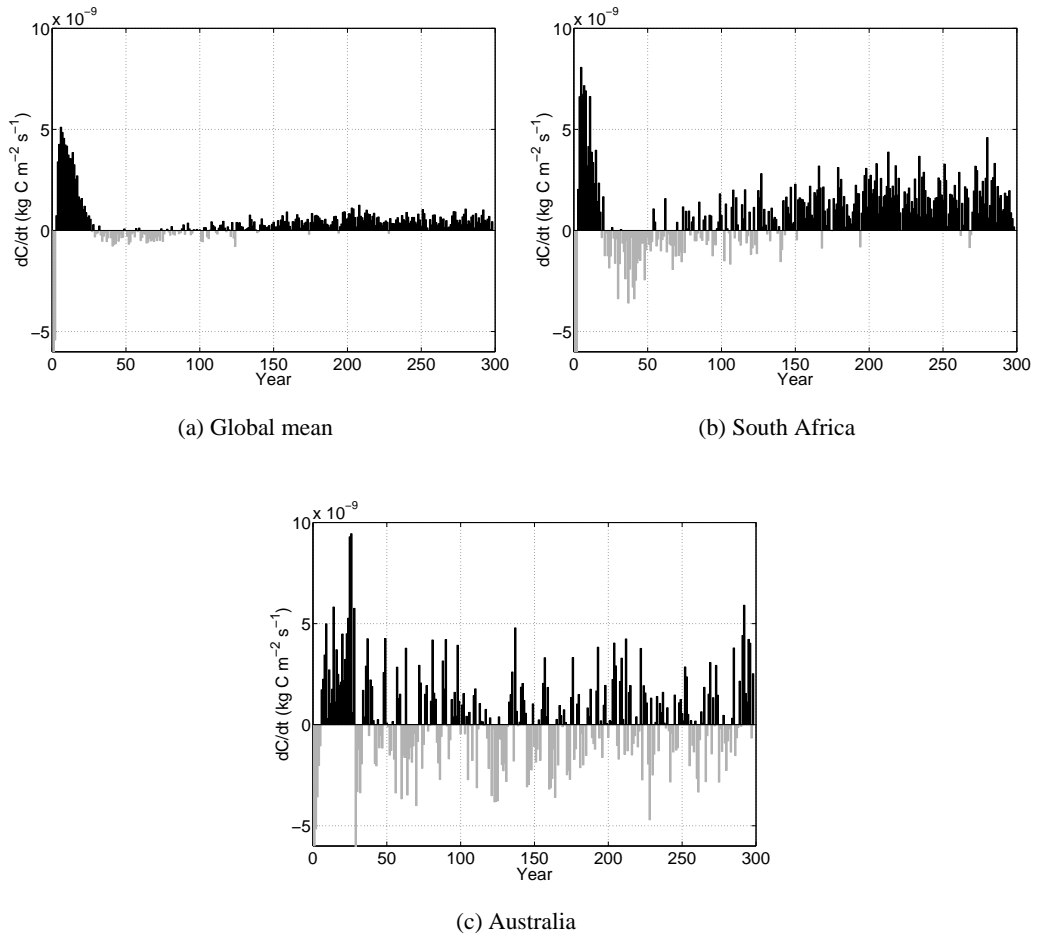 x 10⁻⁹
10
5
0
−5
dC/dt (kg C m⁻² s⁻¹)
0 50 100 150 200 250 300
Year
(a) Global mean
x 10⁻⁹
10
5
0
−5
dC/dt (kg C m⁻² s⁻¹)
0 50 100 150 200 250 300
Year
(b) South Africa
x 10⁻⁹
10
5
0
−5
dC/dt (kg C m⁻² s⁻¹)
0 50 100 150 200 250 300
Year
(c) Australia